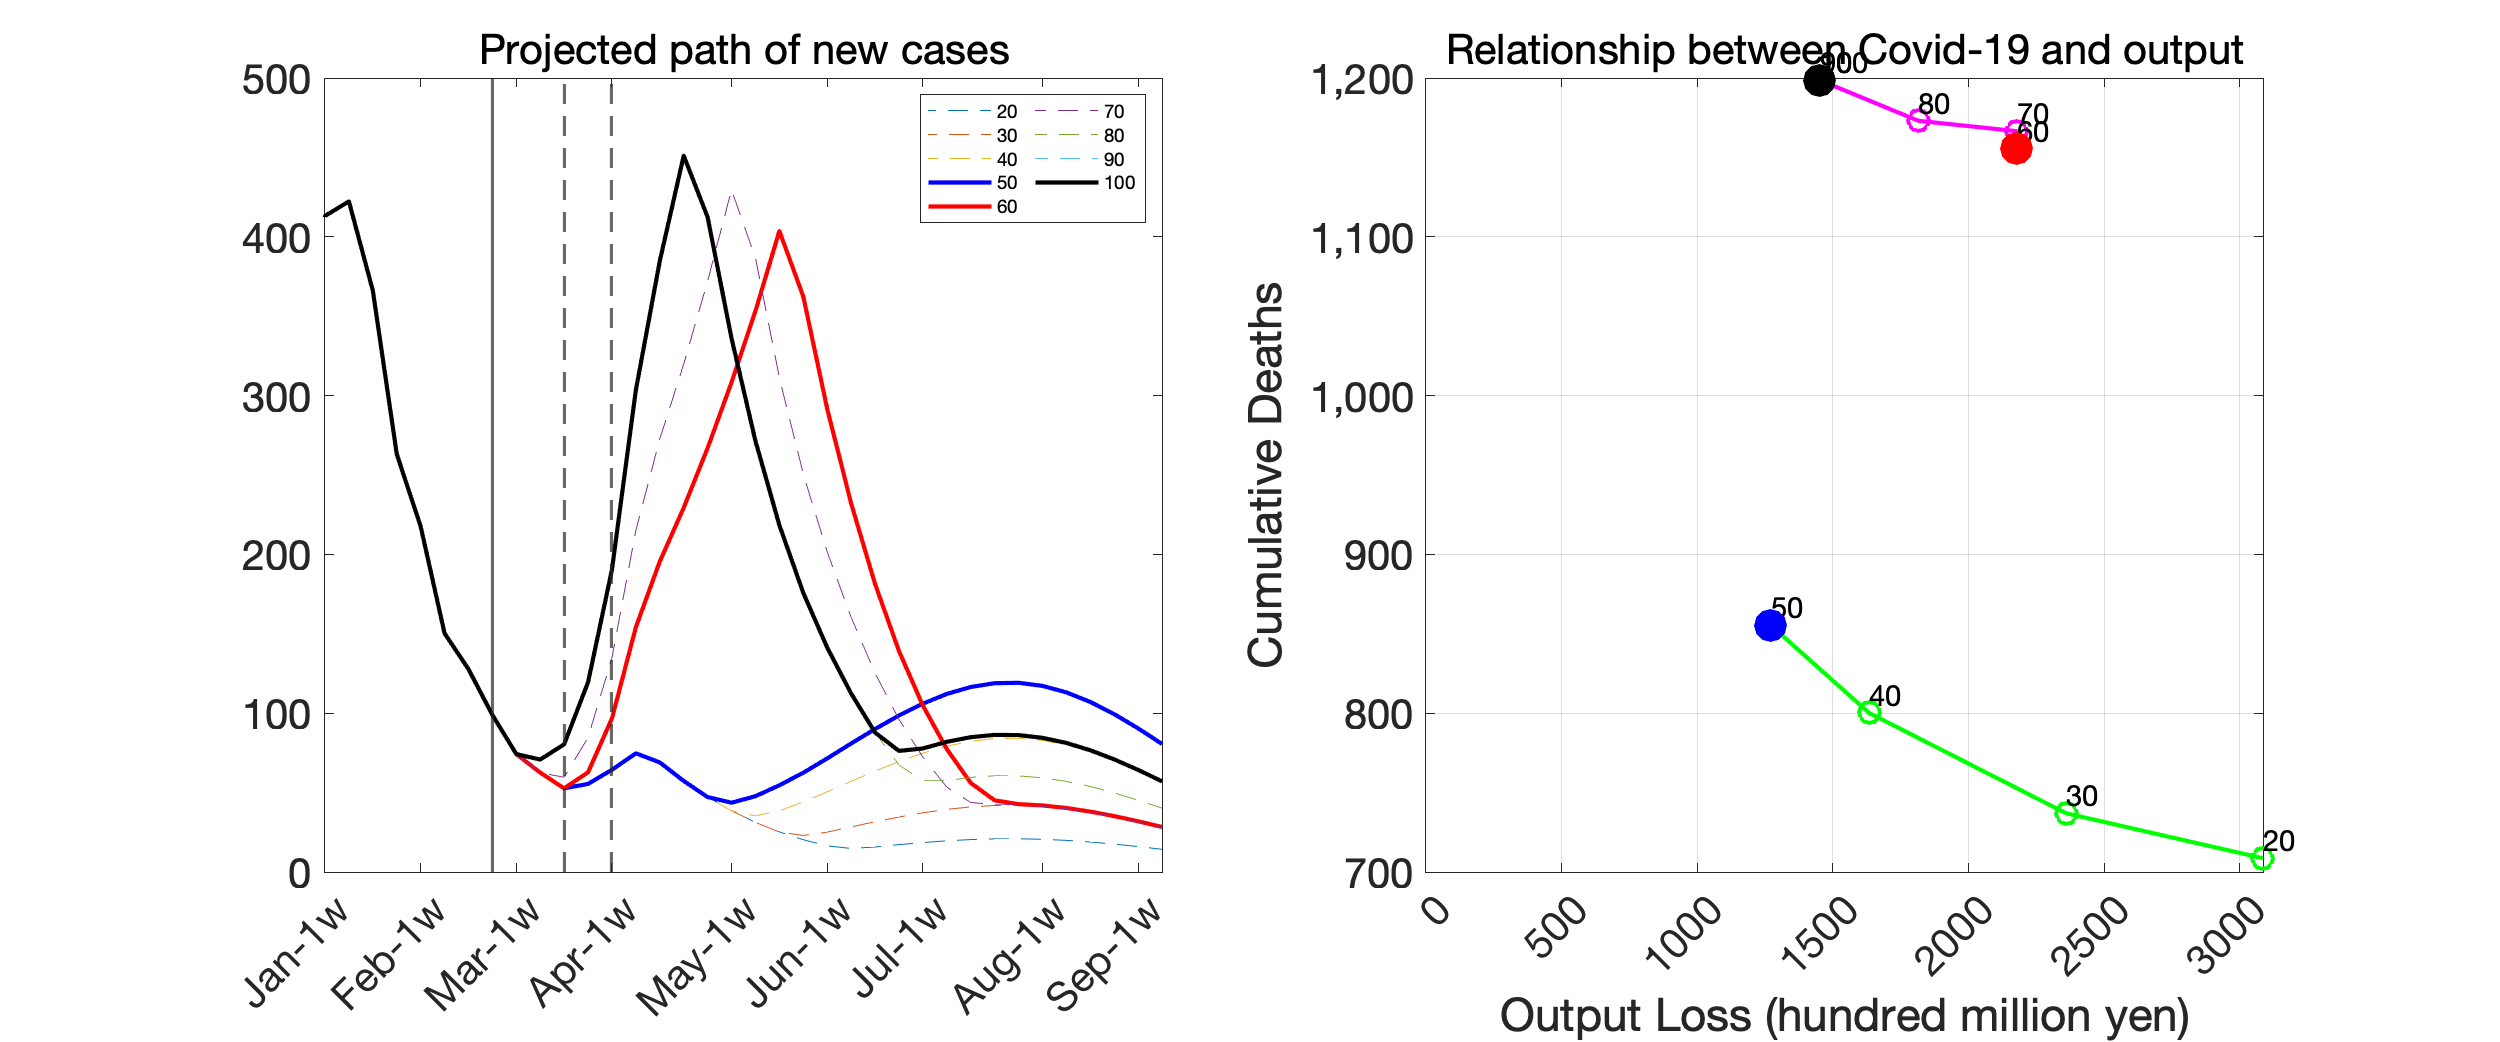 Projected path of new cases
500
400
300
200
100
0
20
30
40
50
60
70
80
90
100
Jan-1w
Feb-1w
Mar-1w
Apr-1w
May-1w
Jun-1w
Jul-1w
Aug-1w
Sep-1w
Relationship between Covid-19 and output
Cumulative Deaths
1,200
1,100
1,000
900
800
700
80
70
60
50
40
30
20
0
500
1000
1500
2000
2500
3000
Output Loss (hundred million yen)